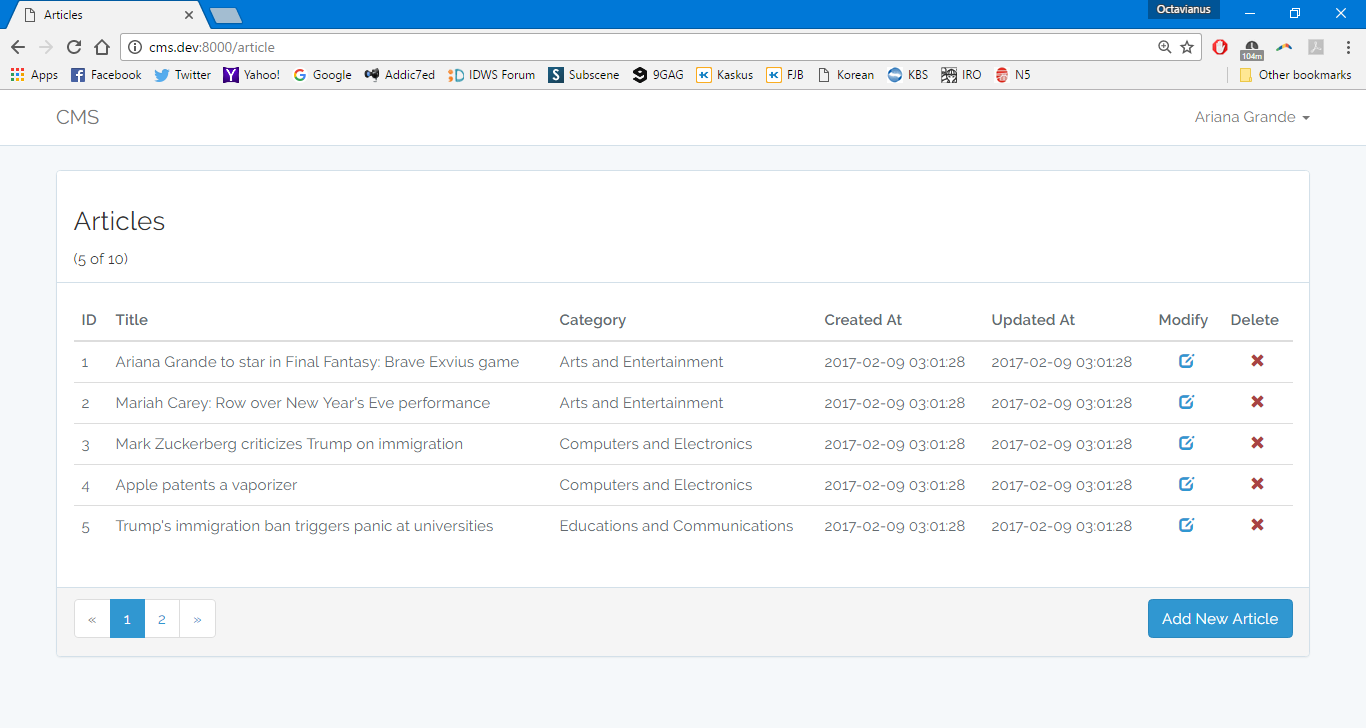 Articles
Octavianus
cms.dev:8000/article
104m
Apps Facebook Twitter Yahoo! Google Addic7ed IDWS Forum Subscene 9GAG Kaskus FJB Korean KBS IRO N5 Other bookmarks
CMS Ariana Grande
Articles
(5 of 10)
ID Title Category Created At Updated At Modify Delete
1 Ariana Grande to star in Final Fantasy: Brave Exvius game Arts and Entertainment 2017-02-09 03:01:28 2017-02-09 03:01:28
2 Mariah Carey: Row over New Year's Eve performance Arts and Entertainment 2017-02-09 03:01:28 2017-02-09 03:01:28
3 Mark Zuckerberg criticizes Trump on immigration Computers and Electronics 2017-02-09 03:01:28 2017-02-09 03:01:28
4 Apple patents a vaporizer Computers and Electronics 2017-02-09 03:01:28 2017-02-09 03:01:28
5 Trump's immigration ban triggers panic at universities Educations and Communications 2017-02-09 03:01:28 2017-02-09 03:01:28
« 1 2 » Add New Article